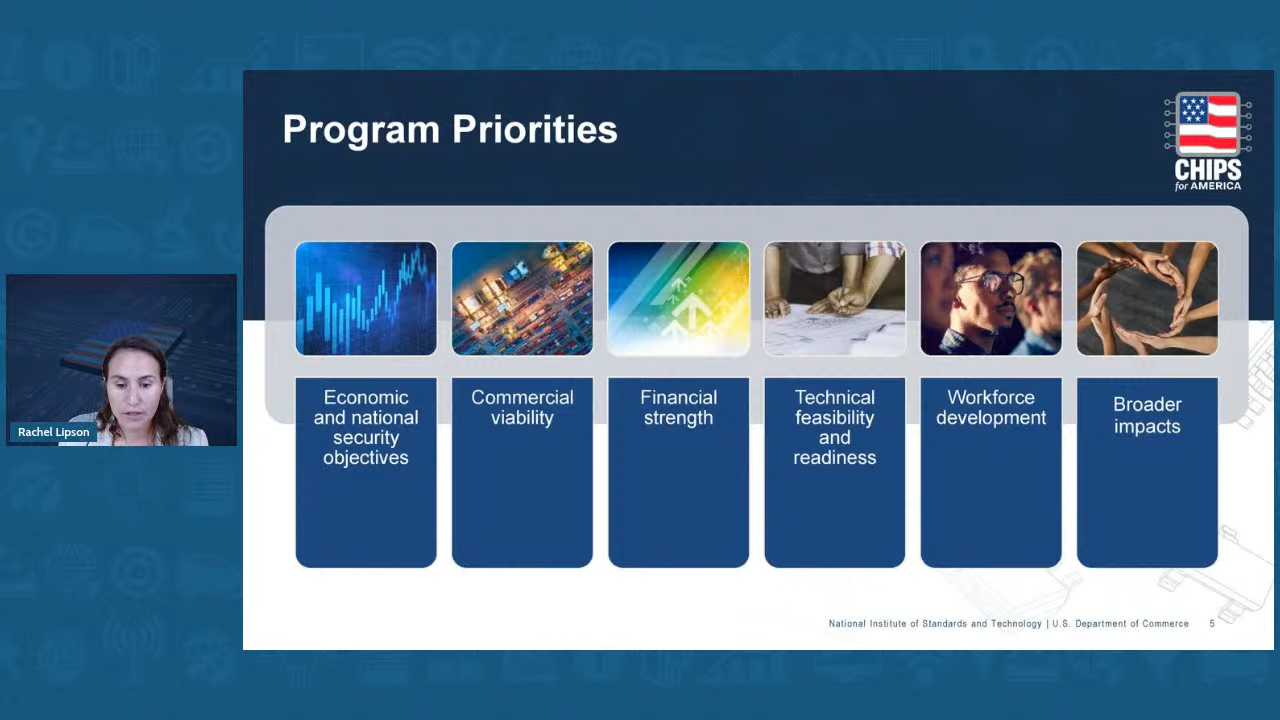 Program Priorities
CHIPS
for AMERICA
Economic
and national
security
objectives
Commercial
viability
Financial
strength
Technical
feasibility
and
readiness
Workforce
development
Broader
impacts
Rachel Lipson
National Institute of Standards and Technology | U.S. Department of Commerce 5